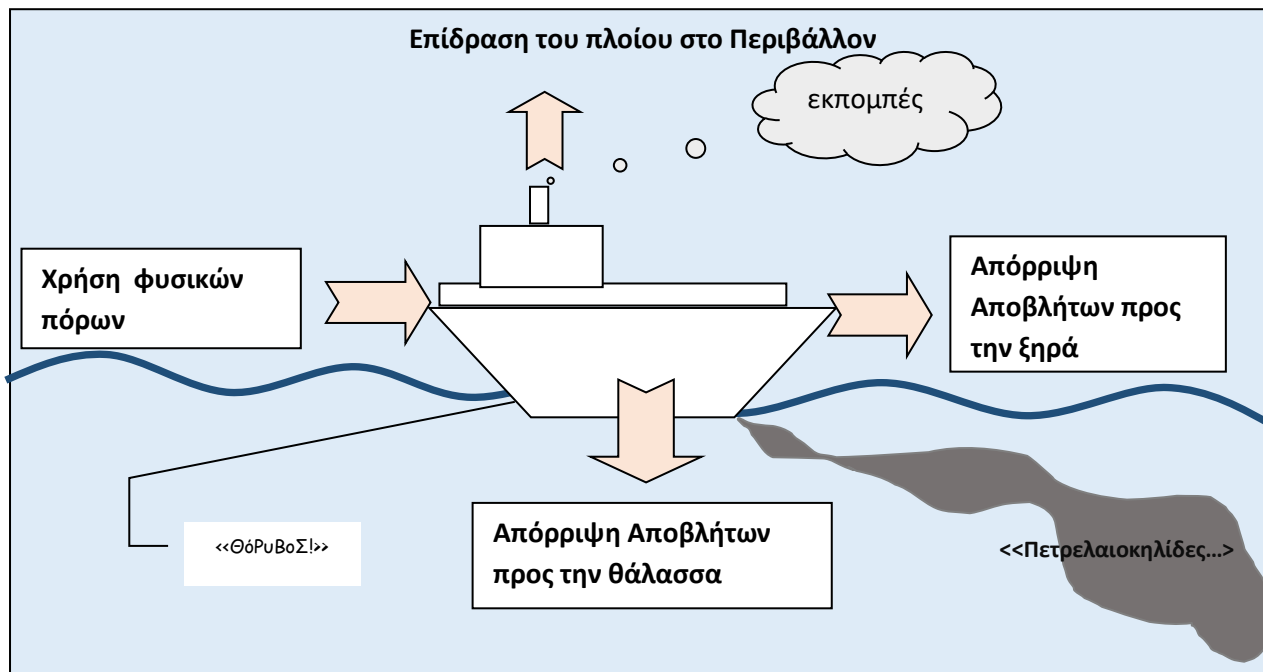 Επίδραση του πλοίου στο Περιβάλλον
εκπομπές
Χρήση φυσικών
πόρων
Απόρριψη
Αποβλήτων προς
την ξηρά
Απόρριψη Αποβλήτων
προς την θάλασσα
<<ΘόΡυΒοΣ!>>
<<Πετρελαιοκηλίδες...>